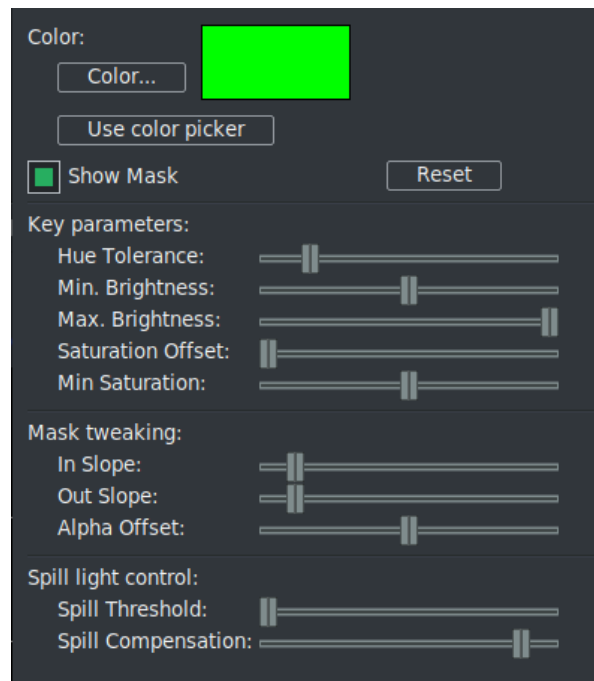 Color:
Color...
Use color picker
Show Mask Reset
Key parameters:
Hue Tolerance:
Min. Brightness:
Max. Brightness:
Saturation Offset:
Min Saturation:
Mask tweaking:
In Slope:
Out Slope:
Alpha Offset:
Spill light control:
Spill Threshold:
Spill Compensation: